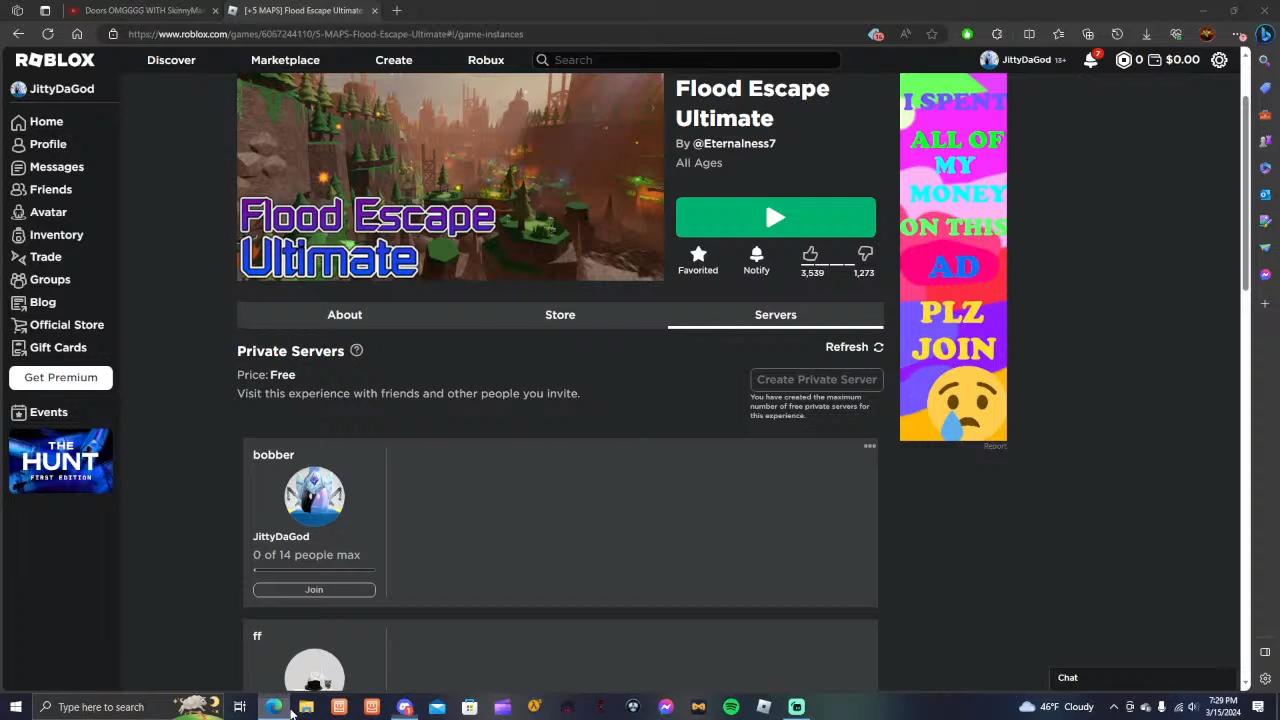 Doors OMGGGG WITH SkinnyMa
[+5 MAPS] Flood Escape Ultimate
https://www.roblox.com/games/6067244110/5-MAPS-Flood-Escape-Ultimate#!/game-instances
ROBLOX
Discover
Marketplace
Create
Robux
Search
JittyDaGod 13+
7
0
$0.00
JittyDaGod
Home
Profile
Messages
Friends
Avatar
Inventory
Trade
Groups
Blog
Official Store
Gift Cards
Get Premium
Events
THE
HUNT
FIRST EDITION
Flood Escape
Ultimate
Flood Escape
Ultimate
By @Eternalness7
All Ages
Favorited
Notify
3,539
1,273
I SPENT
ALL OF
MY
MONEY
ON THIS
AD
PLZ
JOIN
Report
About
Store
Servers
Private Servers
Refresh
Price: Free
Visit this experience with friends and other people you invite.
Create Private Server
You have created the maximum
number of free private servers for
this experience.
bobber
JittyDaGod
0 of 14 people max
Join
ff
Chat
Type here to search
46°F Cloudy
7:29 PM
3/15/2024